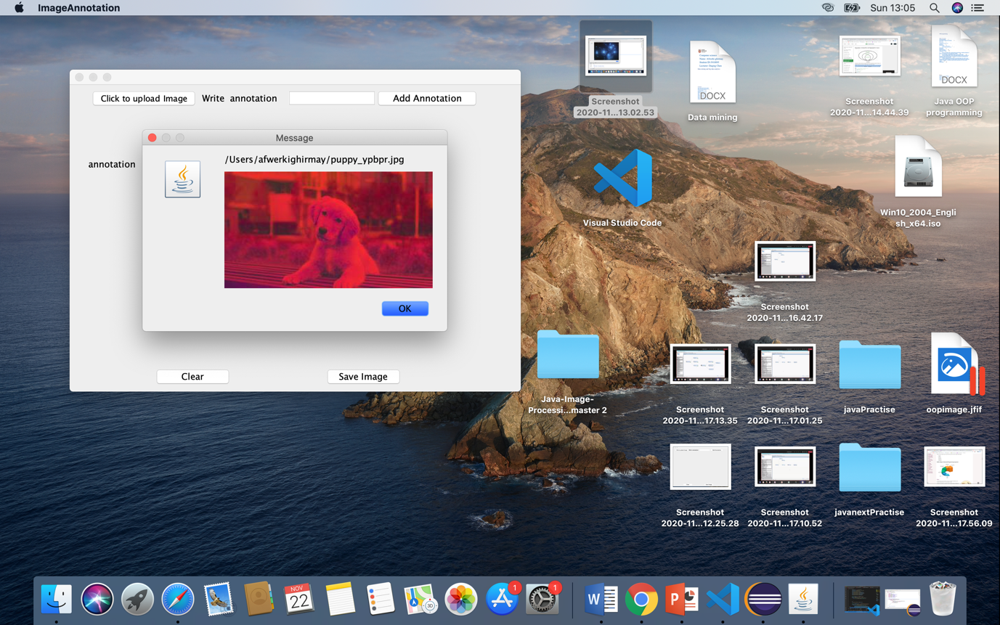 ImageAnnotation
Sun 13:05
Click to upload Image
Write annotation
Add Annotation
Message
/Users/afwerkighirmay/puppy_ypbpr.jpg
annotation
OK
Clear
Save Image
Screenshot
2020-11...13.02.53
DOCX
Data mining
Screenshot
2020-11...14.44.39
DOCX
Java OOP
programming
Visual Studio Code
Win10_2004_Engli
sh_x64.iso
Screenshot
2020-11...16.42.17
Java-Image-
Processi...master 2
Screenshot
2020-11...17.13.35
Screenshot
2020-11...17.01.25
javaPractise
oopimage.jfif
Screenshot
2020-11...12.25.28
Screenshot
2020-11...17.10.52
javanextPractise
Screenshot
2020-11...17.56.09
NOV
22
3D
1
1
W
P